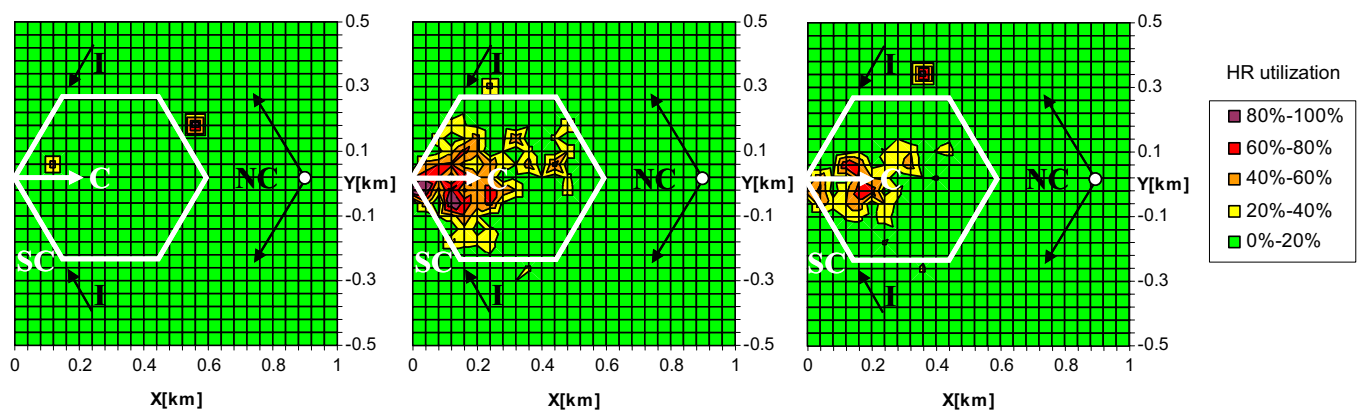 0.5
0.3
0.1
Y[km]
-0.1
-0.3
-0.5
0
0.2
0.4
0.6
0.8
1
X[km]
I
C
NC
SC
I
0.5
0.3
0.1
Y[km]
-0.1
-0.3
-0.5
0
0.2
0.4
0.6
0.8
1
X[km]
I
C
NC
SC
I
0.5
0.3
0.1
Y[km]
-0.1
-0.3
-0.5
0
0.2
0.4
0.6
0.8
1
X[km]
I
C
NC
SC
I
HR utilization
80%-100%
60%-80%
40%-60%
20%-40%
0%-20%